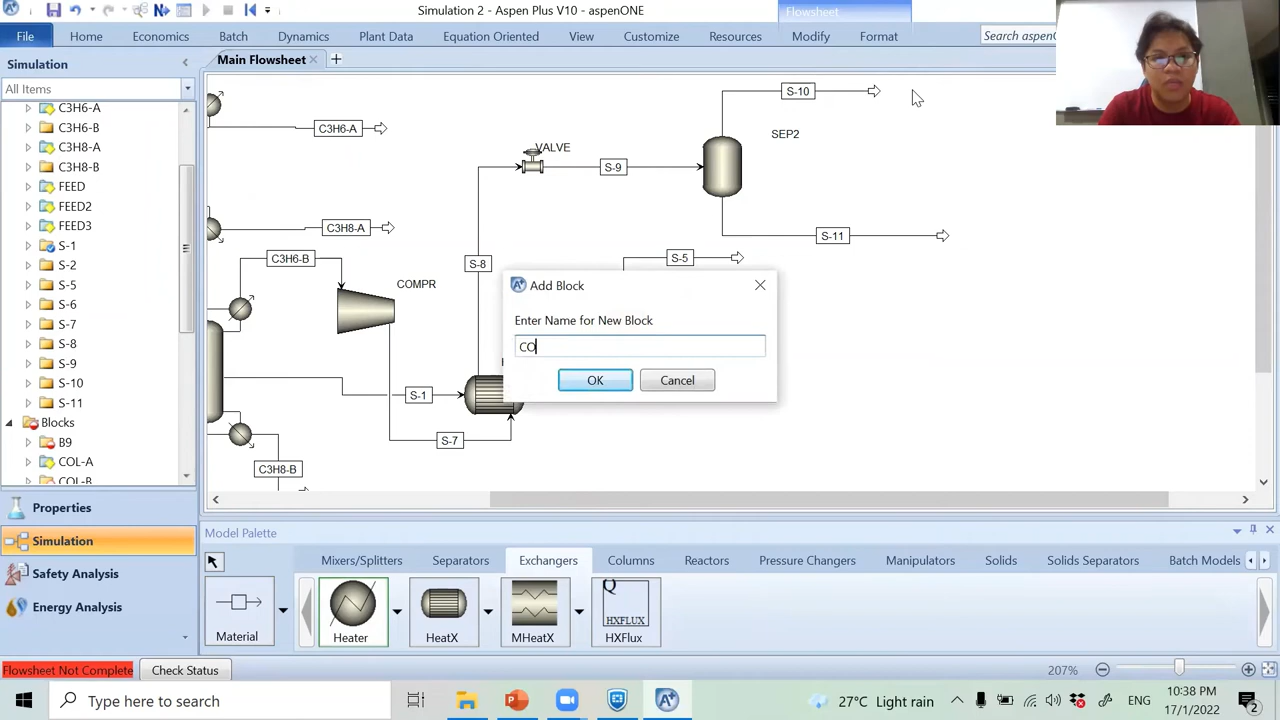 Simulation 2 - Aspen Plus V10 - aspenONE
Flowsheet
File
Home
Economics
Batch
Dynamics
Plant Data
Equation Oriented
View
Customize
Resources
Modify
Format
Search aspenO
Simulation
All Items
C3H6-A
C3H6-B
C3H8-A
C3H8-B
FEED
FEED2
FEED3
S-1
S-2
S-5
S-6
S-7
S-8
S-9
S-10
S-11
Blocks
B9
COL-A
COL-B
Properties
Simulation
Safety Analysis
Energy Analysis
Main Flowsheet
S-10
SEP2
C3H6-A
VALVE
S-9
C3H8-A
S-11
C3H6-B
S-8
S-5
COMPR
S-1
S-7
C3H8-B
Add Block
Enter Name for New Block
CO
OK
Cancel
Model Palette
Mixers/Splitters
Separators
Exchangers
Columns
Reactors
Pressure Changers
Manipulators
Solids
Solids Separators
Batch Models
Material
Heater
HeatX
MHeatX
Q
HXFLUX
HXFlux
Flowsheet Not Complete
Check Status
207%
Type here to search
27°C Light rain
ENG
10:38 PM
17/1/2022
2